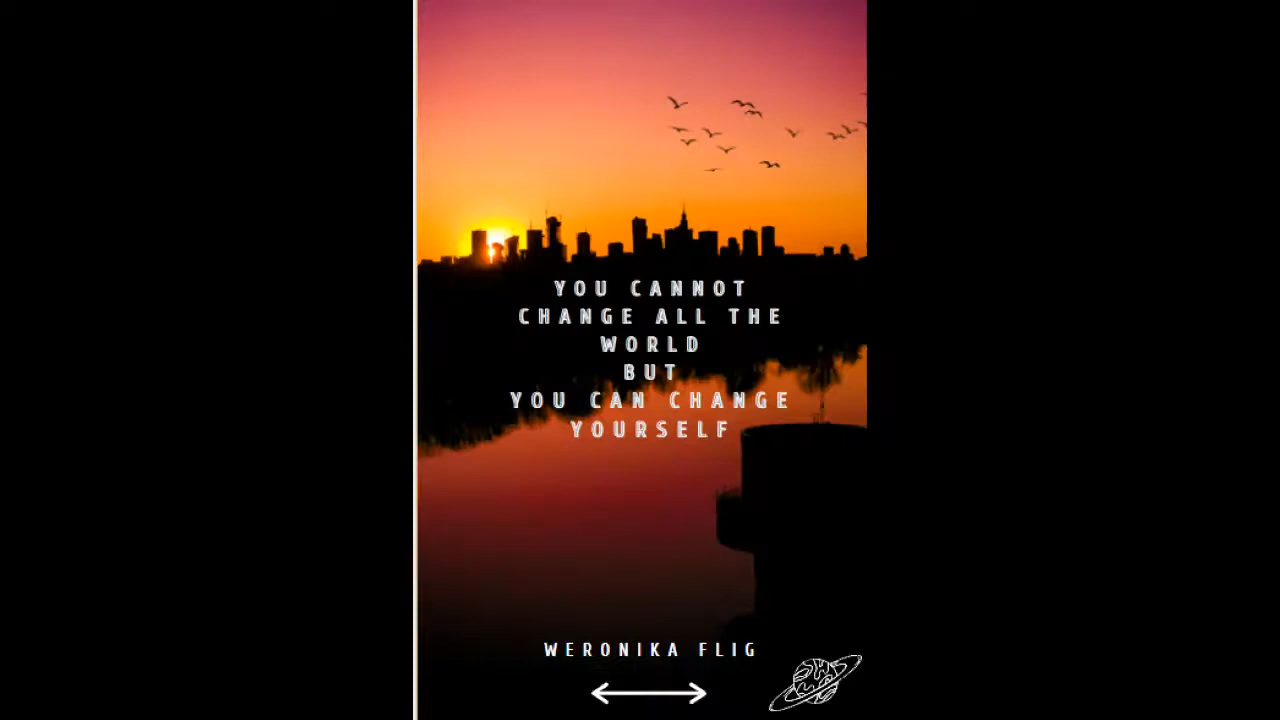 YOU CANNOT
CHANGE ALL THE
WORLD
BUT
YOU CAN CHANGE
YOURSELF
WERONIKA FLIG